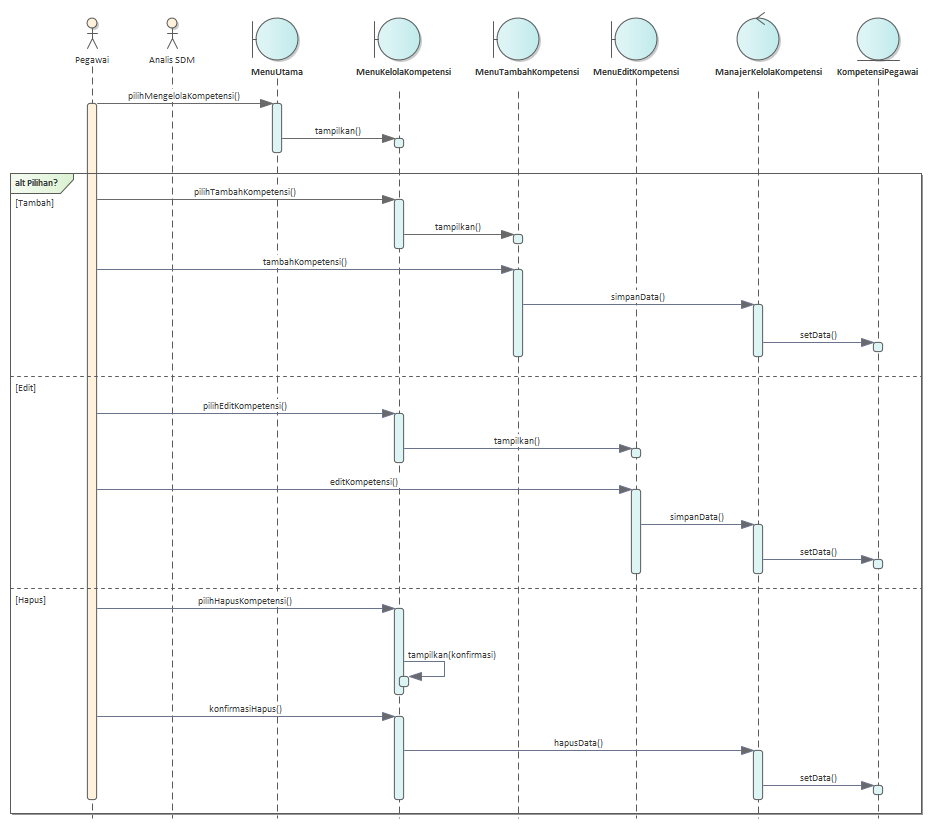 Pegawai
Analis SDM
MenuUtama
MenuKelolaKompetensi
MenuTambahKompetensi
MenuEditKompetensi
ManajerKelolaKompetensi
KompetensiPegawai
pilihMengelolaKompetensi()
tampilkan()
alt Pilihan?
[Tambah]
pilihTambahKompetensi()
tampilkan()
tambahKompetensi()
simpanData()
setData()
[Edit]
pilihEditKompetensi()
tampilkan()
editKompetensi()
simpanData()
setData()
[Hapus]
pilihHapusKompetensi()
tampilkan(konfirmasi)
konfirmasiHapus()
hapusData()
setData()